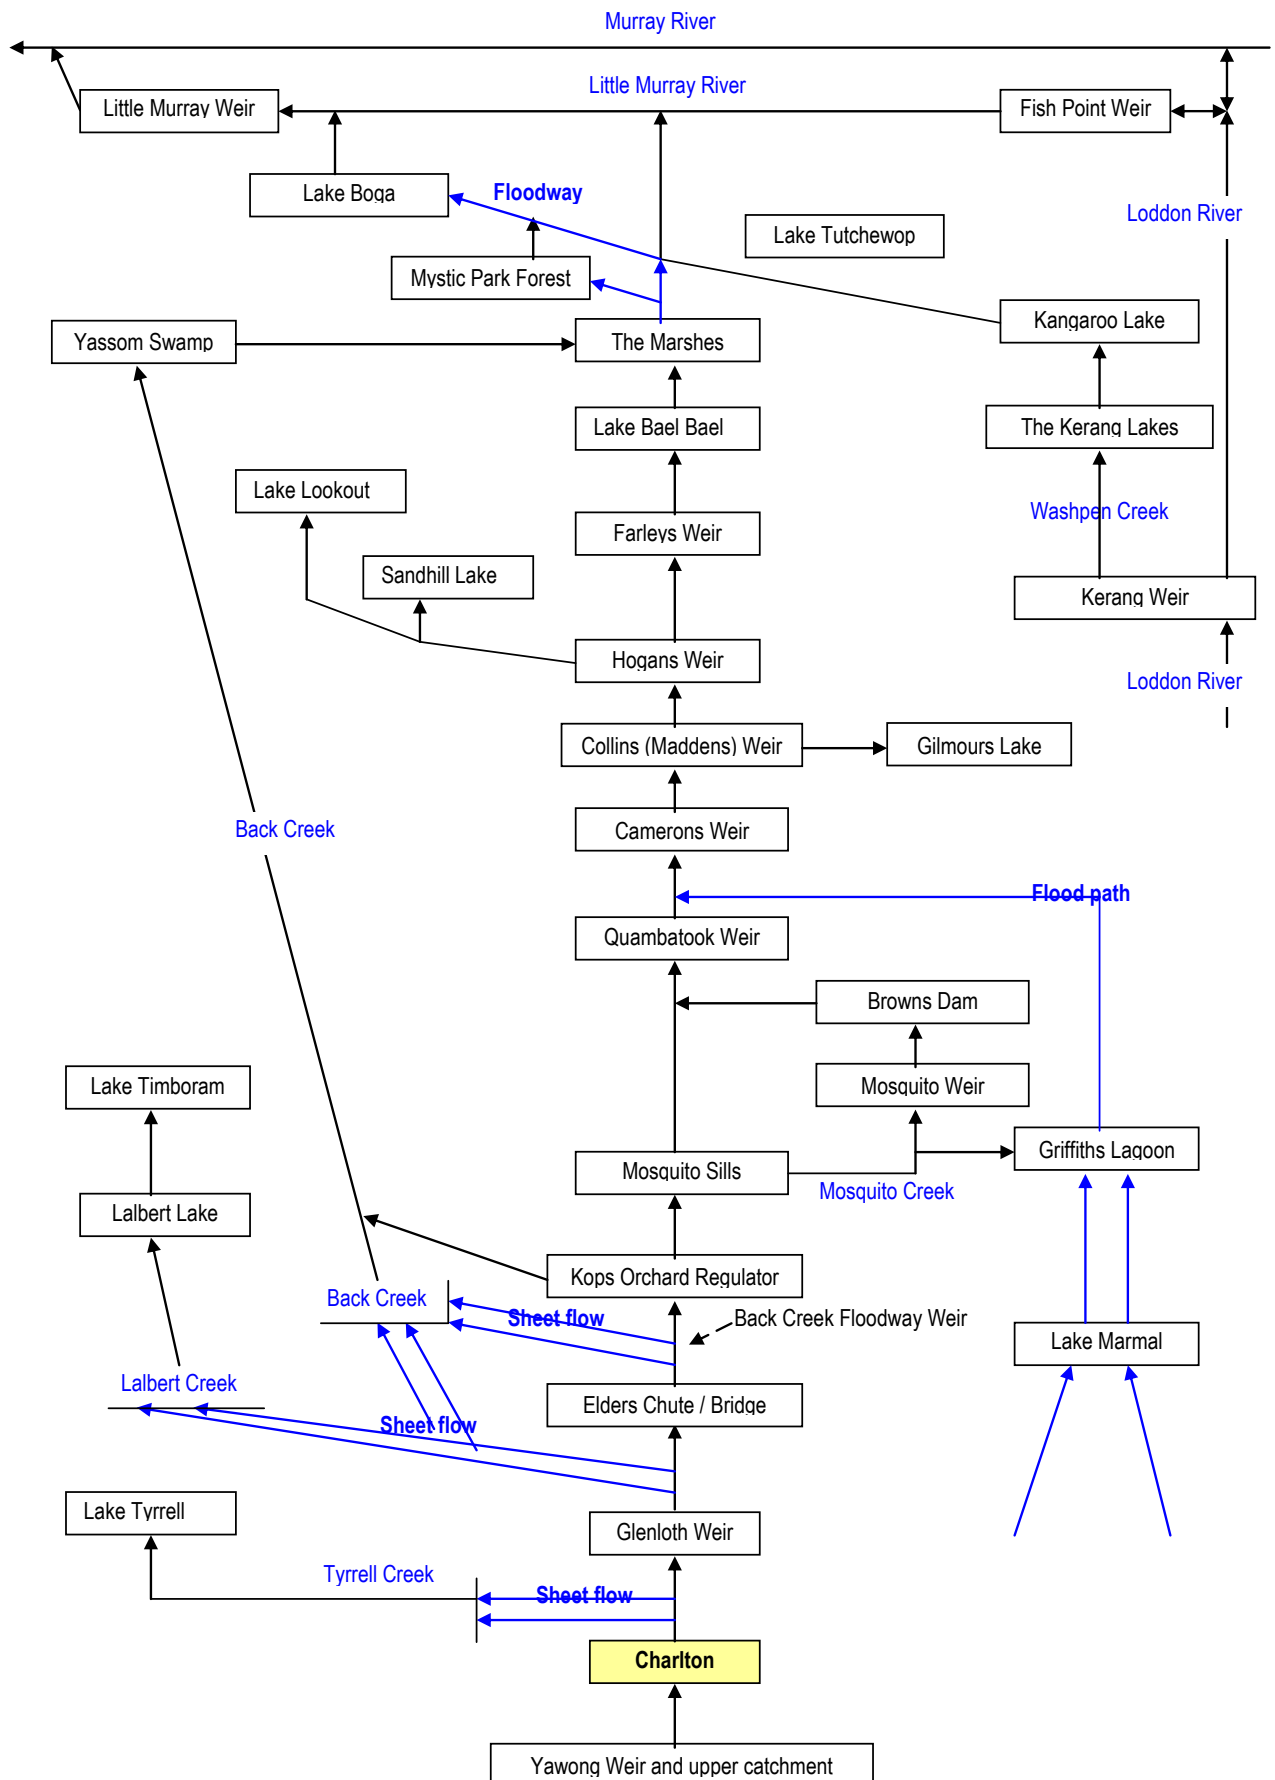 Murray River
Little Murray River
Little Murray Weir
Fish Point Weir
Lake Boga
Floodway
Loddon River
Lake Tutchewop
Mystic Park Forest
Kangaroo Lake
Yassom Swamp
The Marshes
Lake Bael Bael
The Kerang Lakes
Lake Lookout
Washpen Creek
Farleys Weir
Sandhill Lake
Kerang Weir
Hogans Weir
Loddon River
Collins (Maddens) Weir
Gilmours Lake
Back Creek
Camerons Weir
Flood path
Quambatook Weir
Browns Dam
Lake Timboram
Mosquito Weir
Griffiths Lagoon
Mosquito Sills
Mosquito Creek
Lalbert Lake
Kops Orchard Regulator
Back Creek
Sheet flow
Back Creek Floodway Weir
Lake Marmal
Lalbert Creek
Elders Chute / Bridge
Sheet flow
Lake Tyrrell
Glenloth Weir
Tyrrell Creek
Sheet flow
Charlton
Yawong Weir and upper catchment